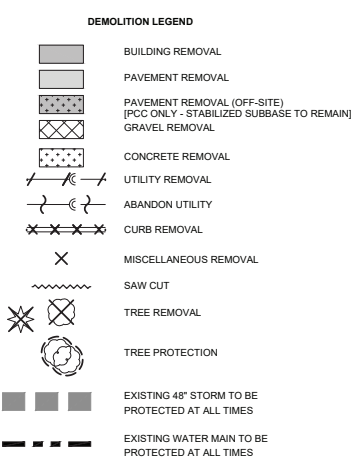 DEMOLITION LEGEND
BUILDING REMOVAL
PAVEMENT REMOVAL
PAVEMENT REMOVAL (OFF-SITE)
[PCC ONLY - STABILIZED SUBBASE TO REMAIN]
GRAVEL REMOVAL
CONCRETE REMOVAL
UTILITY REMOVAL
ABANDON UTILITY
CURB REMOVAL
MISCELLANEOUS REMOVAL
SAW CUT
TREE REMOVAL
TREE PROTECTION
EXISTING 48" STORM TO BE
PROTECTED AT ALL TIMES
EXISTING WATER MAIN TO BE
PROTECTED AT ALL TIMES